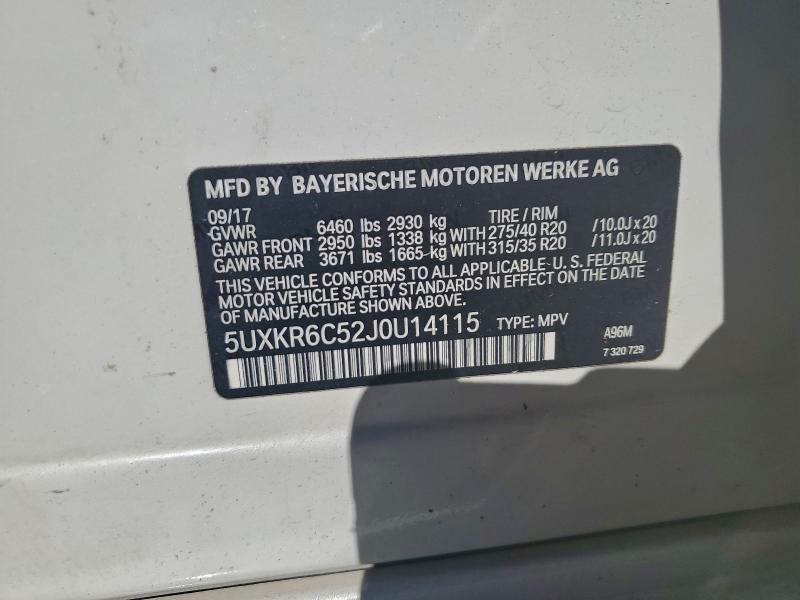 MFD BY BAYERISCHE MOTOREN WERKE AG
09/17 TIRE / RIM
GVWR 6460 lbs 2930 kg
GAWR FRONT 2950 lbs 1338 kg WITH 275/40 R20 /10.0J x 20
GAWR REAR 3671 lbs 1665 kg WITH 315/35 R20 /11.0J x 20
THIS VEHICLE CONFORMS TO ALL APPLICABLE U. S. FEDERAL
MOTOR VEHICLE SAFETY STANDARDS IN EFFECT ON THE DATE
OF MANUFACTURE SHOWN ABOVE.
5UXKR6C52J0U14115 TYPE: MPV A96M
7 320 729